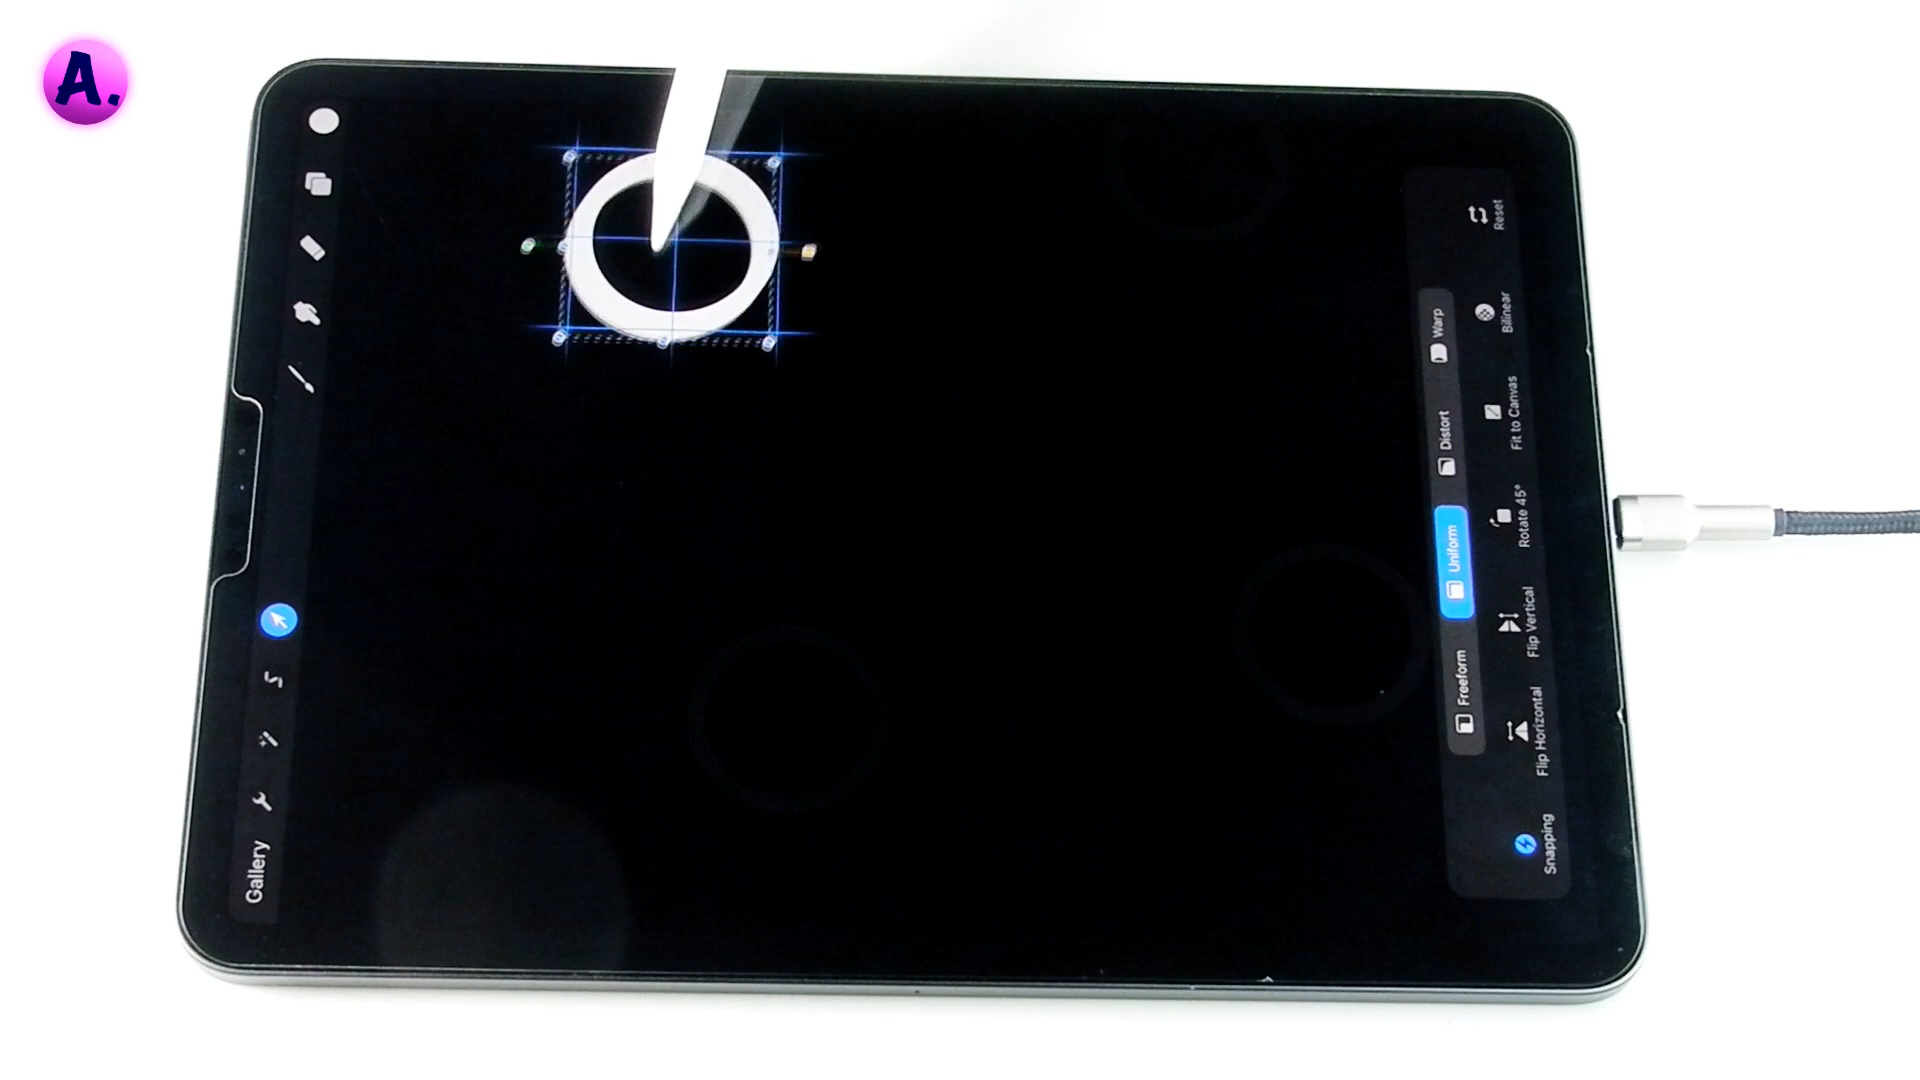 A.
Gallery
Freeform
Uniform
Distort
Warp
Snapping
Flip Horizontal
Flip Vertical
Rotate 45°
Fit to Canvas
Bilinear
Reset